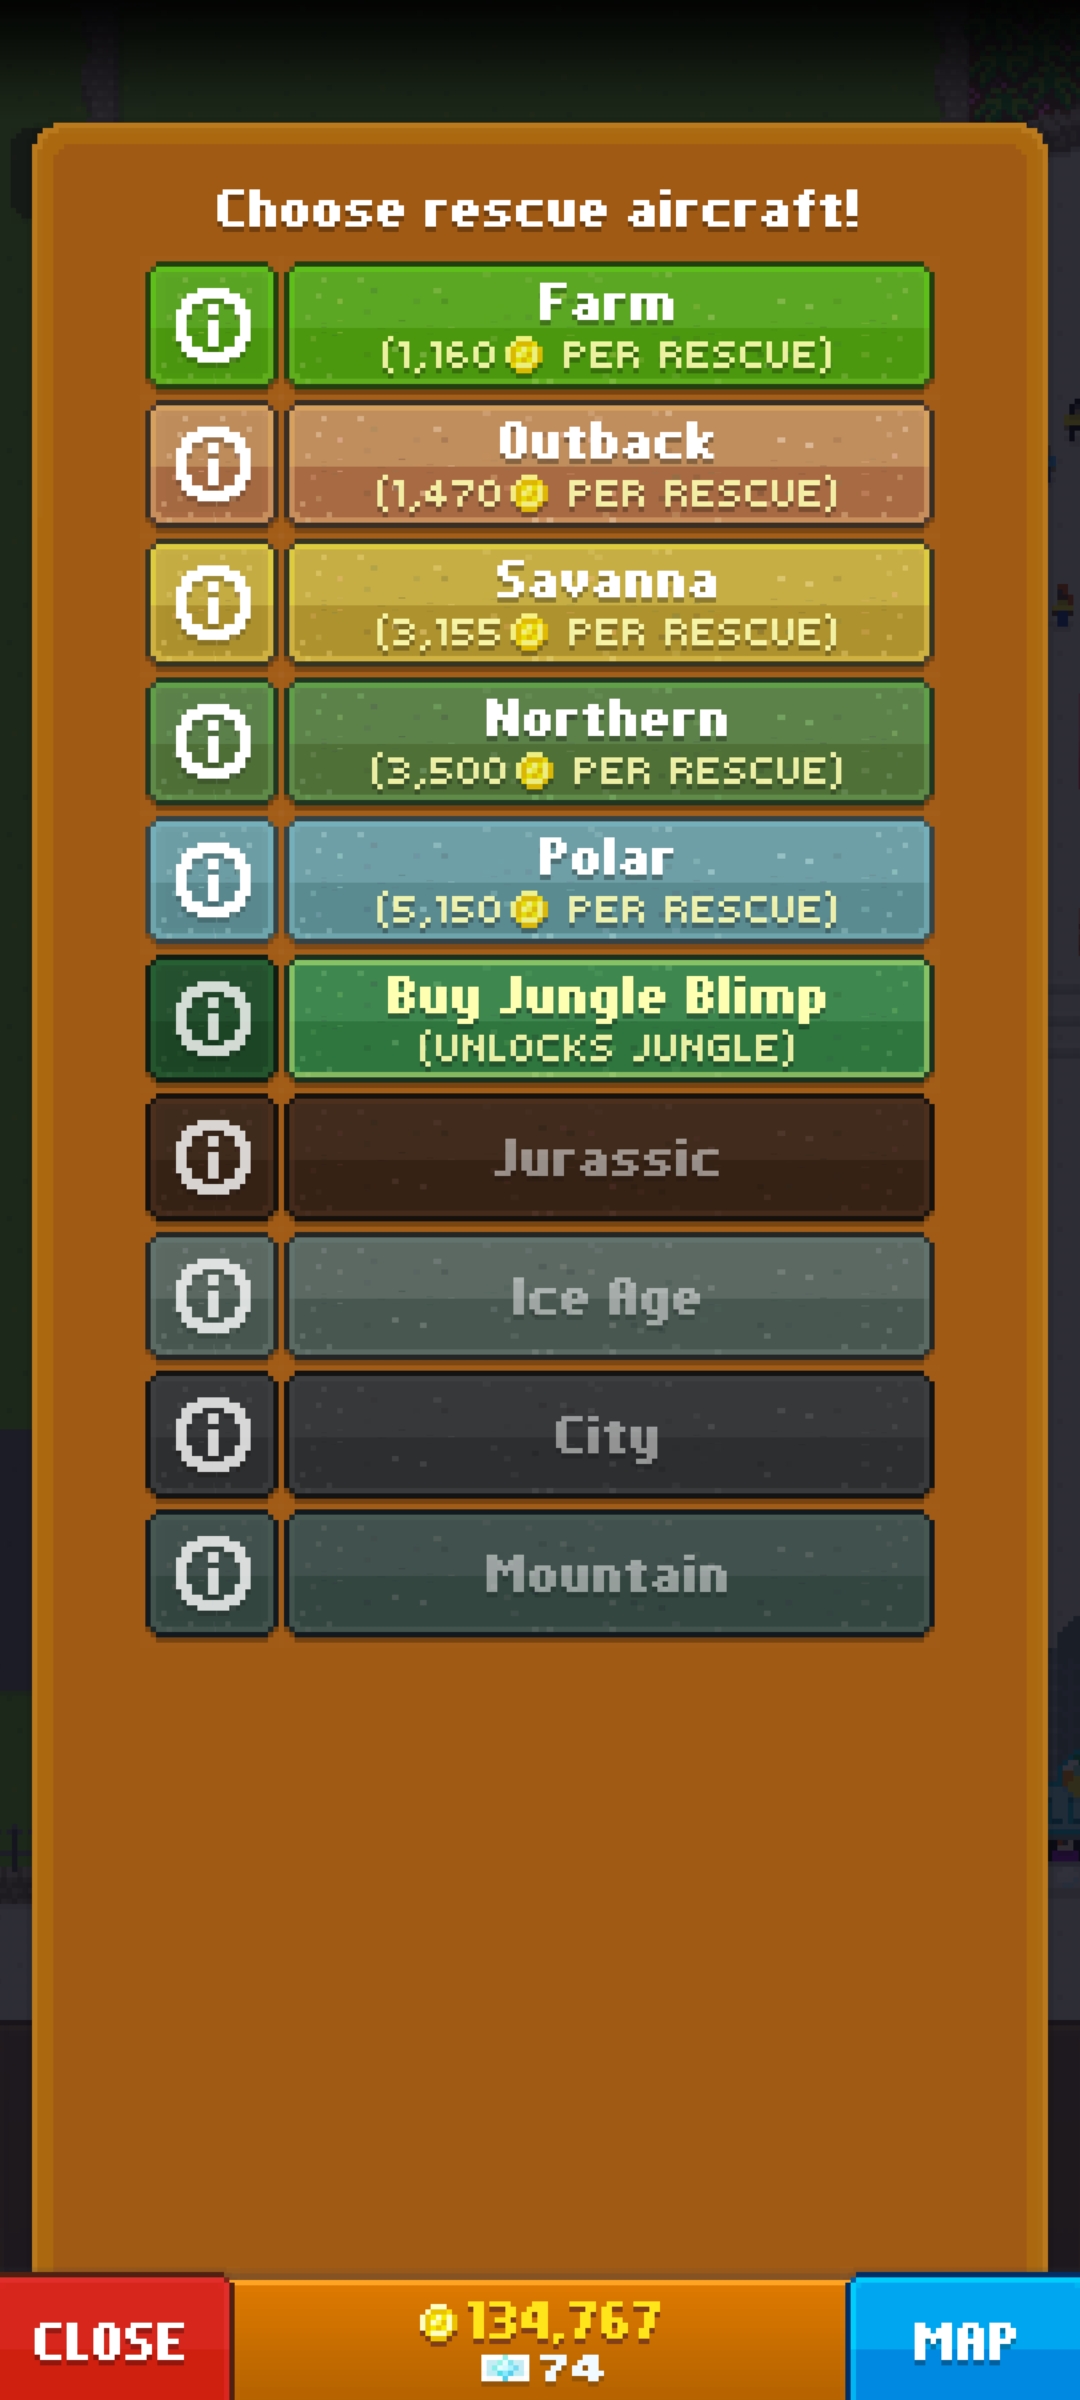 Choose rescue aircraft!
Farm
(1,160 PER RESCUE)
Outback
(1,470 PER RESCUE)
Savanna
(3,155 PER RESCUE)
Northern
(3,500 PER RESCUE)
Polar
(5,150 PER RESCUE)
Buy Jungle Blimp
(UNLOCKS JUNGLE)
Jurassic
Ice Age
City
Mountain
CLOSE
134,767
74
MAP